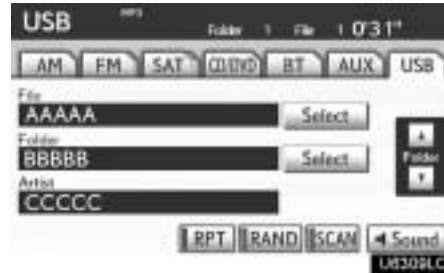 USB MP3 Folder 1 File 1 0'31"
AM FM SAT CD/DVD BT AUX USB
File
AAAAA Select
Folder
BBBBB Select
Folder
Artist
CCCCC
RPT RAND SCAN Sound
U8309LC